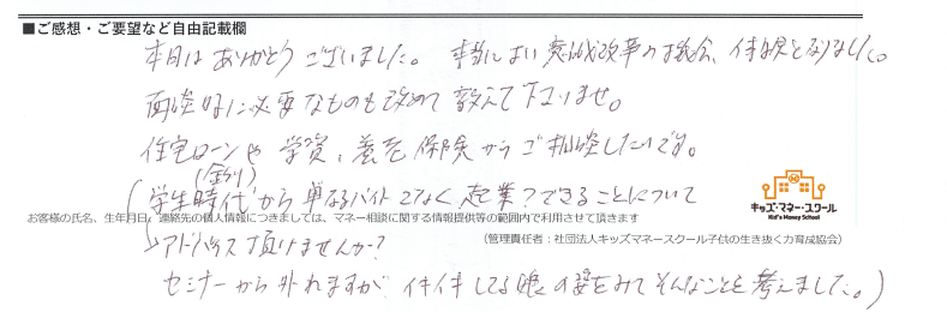 ■ご感想・ご要望など自由記載欄
本日はありがとうございました。 本当によい意識改革の機会、体験となりました。
面談時に必要なものも改めて教えて下さいませ。
住宅ローンや 学資、養老保険からご相談したいです。
(学生時代から 単なるバイトでなく、起業?できることについて
お客様の氏名、生年月日、連絡先の個人情報につきましては、マネー相談に関する情報提供等の範囲内で利用させて頂きます
キッズ・マネー・スクール
Kid's Money School
アドバイス頂けませんか?
(管理責任者：社団法人キッズマネースクール子供の生き抜く力育成協会)
セミナーから外れますが イキイキしてる娘の姿をみてそんなことを考えました。)